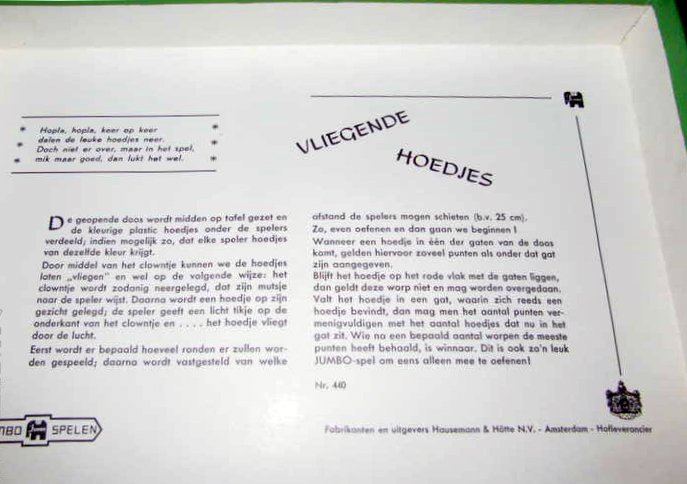 Hopla, hopla, keer op keer
dalen de leuke hoedjes neer.
Doch niet er over, maar in het spel,
mik maar goed, dan lukt het wel.
VLIEGENDE
HOEDJES
De geopende doos wordt midden op tafel gezet en
de kleurige plastic hoedjes onder de spelers
verdeeld; indien mogelijk zo, dat elke speler hoedjes
van dezelfde kleur krijgt.
Door middel van het clowntje kunnen we de hoedjes
laten „vliegen" en wel op de volgende wijze: het
clowntje wordt zodanig neergelegd, dat zijn mutsje
naar de speler wijst. Daarna wordt een hoedje op zijn
gezicht gelegd; de speler geeft een licht tikje op de
onderkant van het clowntje en . . . . het hoedje vliegt
door de lucht.
Eerst wordt er bepaald hoeveel ronden er zullen wor-
den gespeeld; daarna wordt vastgesteld van welke
afstand de spelers mogen schieten (b.v. 25 cm).
Zo, even oefenen en dan gaan we beginnen !
Wanneer een hoedje in één der gaten van de doos
komt, gelden hiervoor zoveel punten als onder dat gat
zijn aangegeven.
Blijft het hoedje op het rode vlak met de gaten liggen,
dan geldt deze worp niet en mag worden overgedaan.
Valt het hoedje in een gat, waarin zich reeds een
hoedje bevindt, dan mag men het aantal punten ver-
menigvuldigen met het aantal hoedjes dat nu in het
gat zit. Wie na een bepaald aantal worpen de meeste
punten heeft behaald, is winnaar. Dit is ook zo'n leuk
JUMBO-spel om eens alleen mee te oefenen!
Nr. 440
MBO SPELEN
Fabrikanten en uitgevers Hausemann & Hötte N.V. - Amsterdam - Hofleverancier